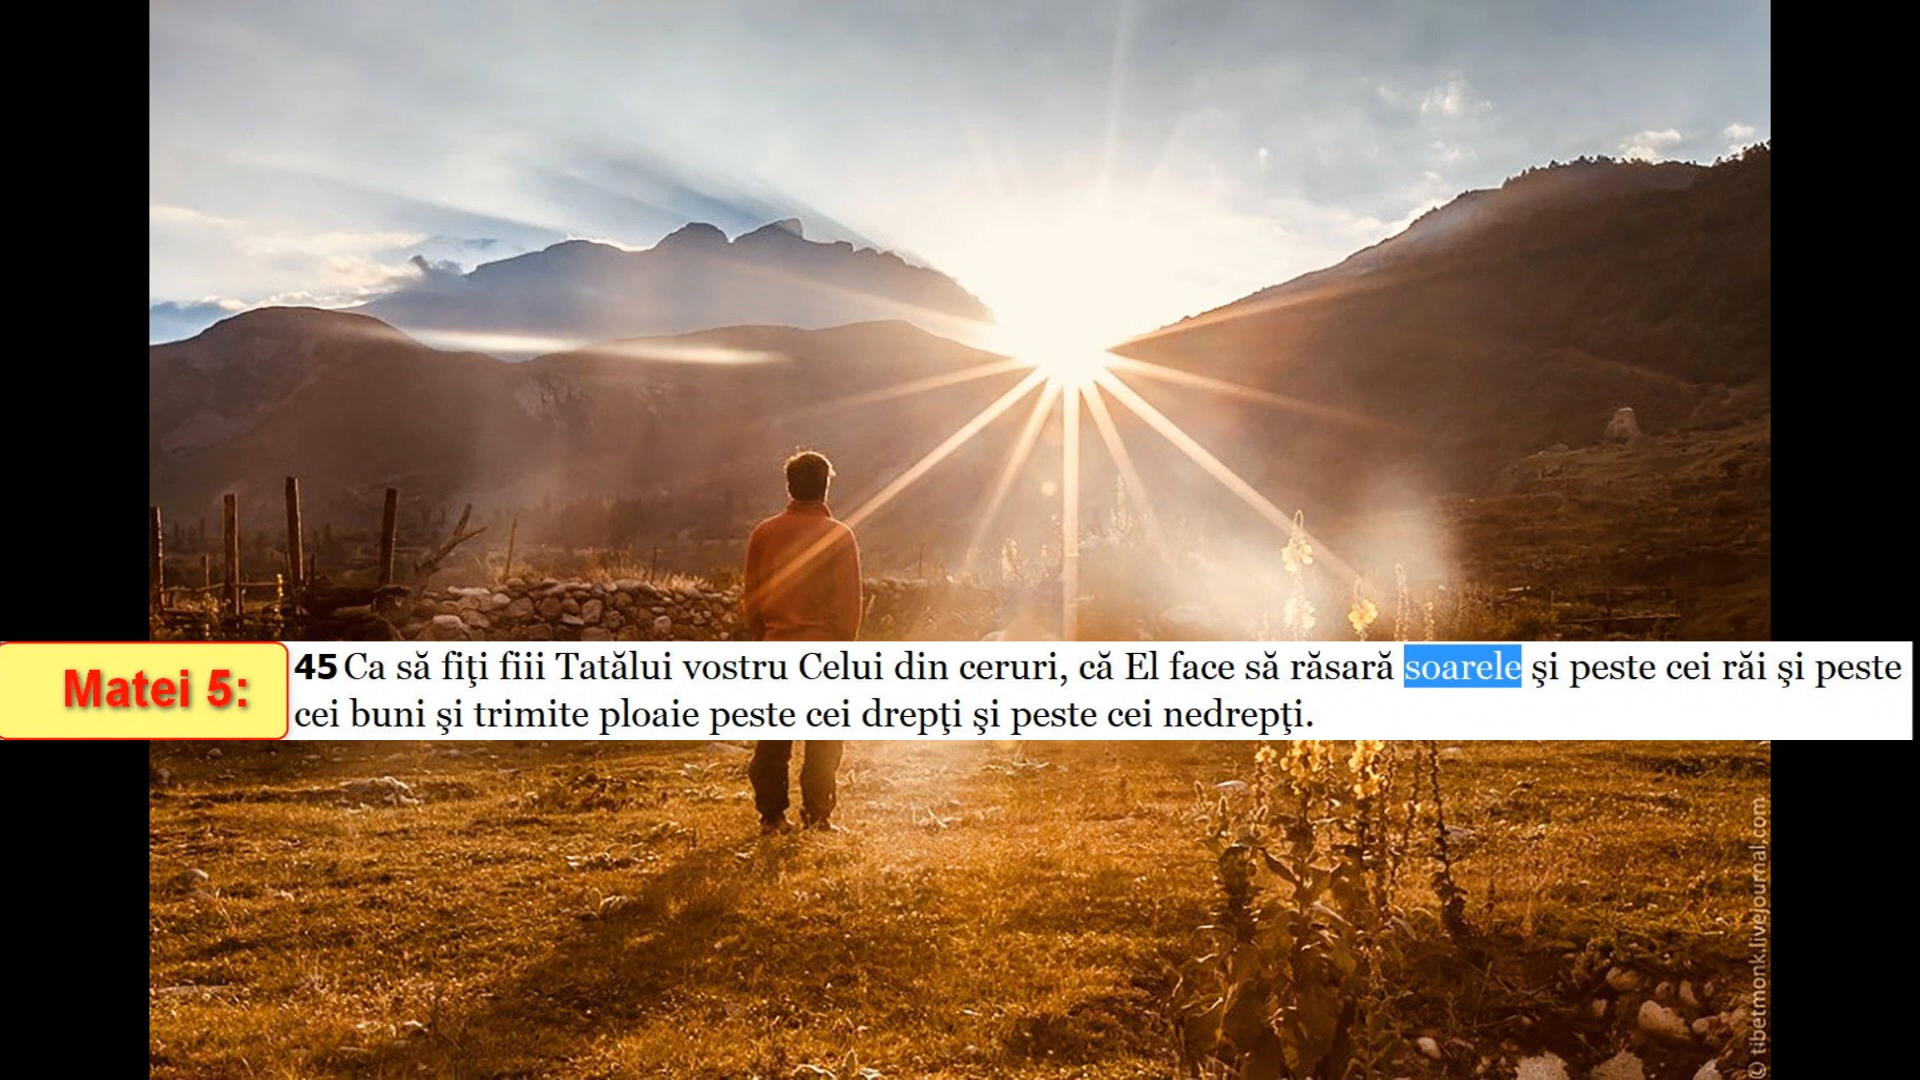 Matei 5:
45 Ca să fiţi fiii Tatălui vostru Celui din ceruri, că El face să răsară soarele şi peste cei răi şi peste
cei buni şi trimite ploaie peste cei drepţi şi peste cei nedrepţi.
© tibetmonk.livejournal.com